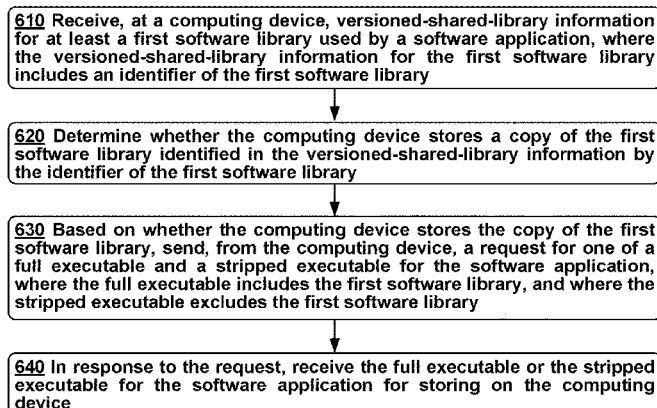 610 Receive, at a computing device, versioned-shared-library information
for at least a first software library used by a software application, where
the versioned-shared-library information for the first software library
includes an identifier of the first software library
620 Determine whether the computing device stores a copy of the first
software library identified in the versioned-shared-library information by
the identifier of the first software library
630 Based on whether the computing device stores the copy of the first
software library, send, from the computing device, a request for one of a
full executable and a stripped executable for the software application,
where the full executable includes the first software library, and where the
stripped executable excludes the first software library
640 In response to the request, receive the full executable or the stripped
executable for the software application for storing on the computing
device